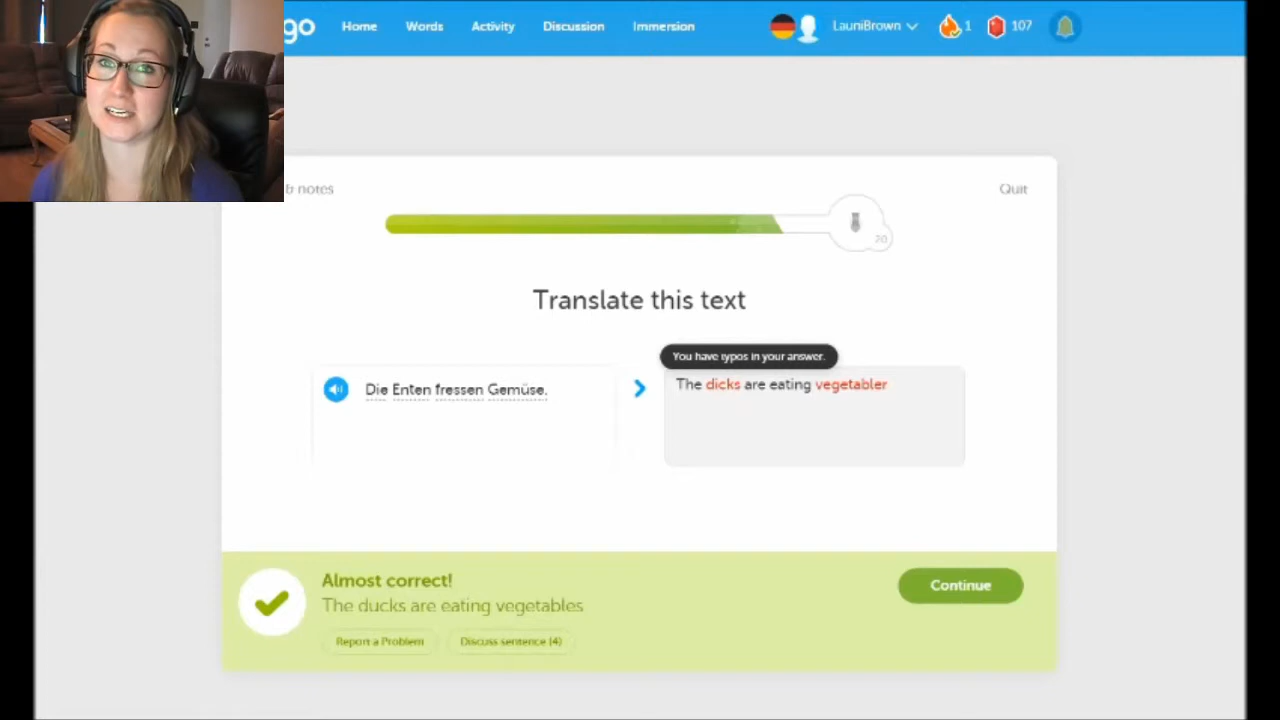 go Home Words Activity Discussion Immersion LauniBrown 1 107
& notes Quit
20
Translate this text
You have typos in your answer.
Die Enten fressen Gemüse.
The dicks are eating vegetabler
Almost correct!
The ducks are eating vegetables
Continue
Report a Problem Discuss sentence (4)